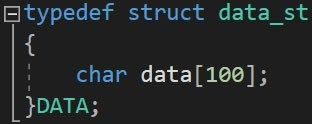 typedef struct data_st
{
char data[100];
}DATA;